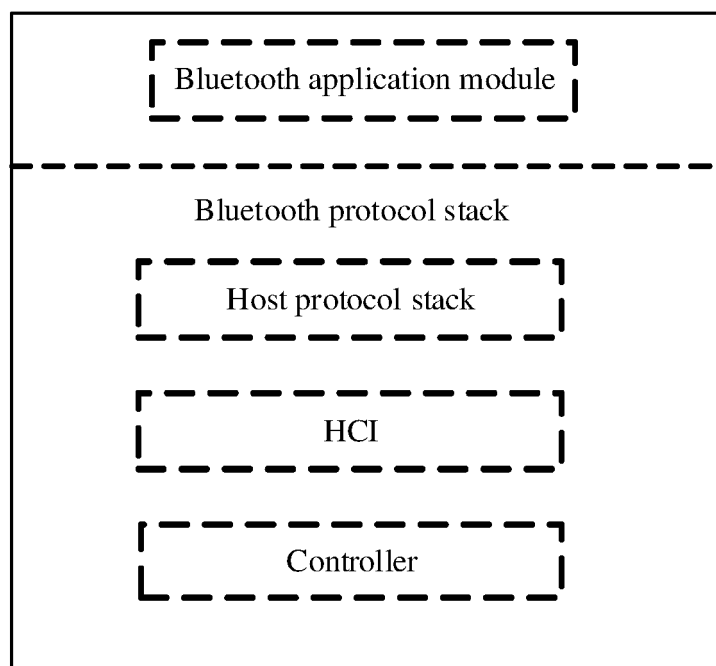 Bluetooth application module
Bluetooth protocol stack
Host protocol stack
HCI
Controller